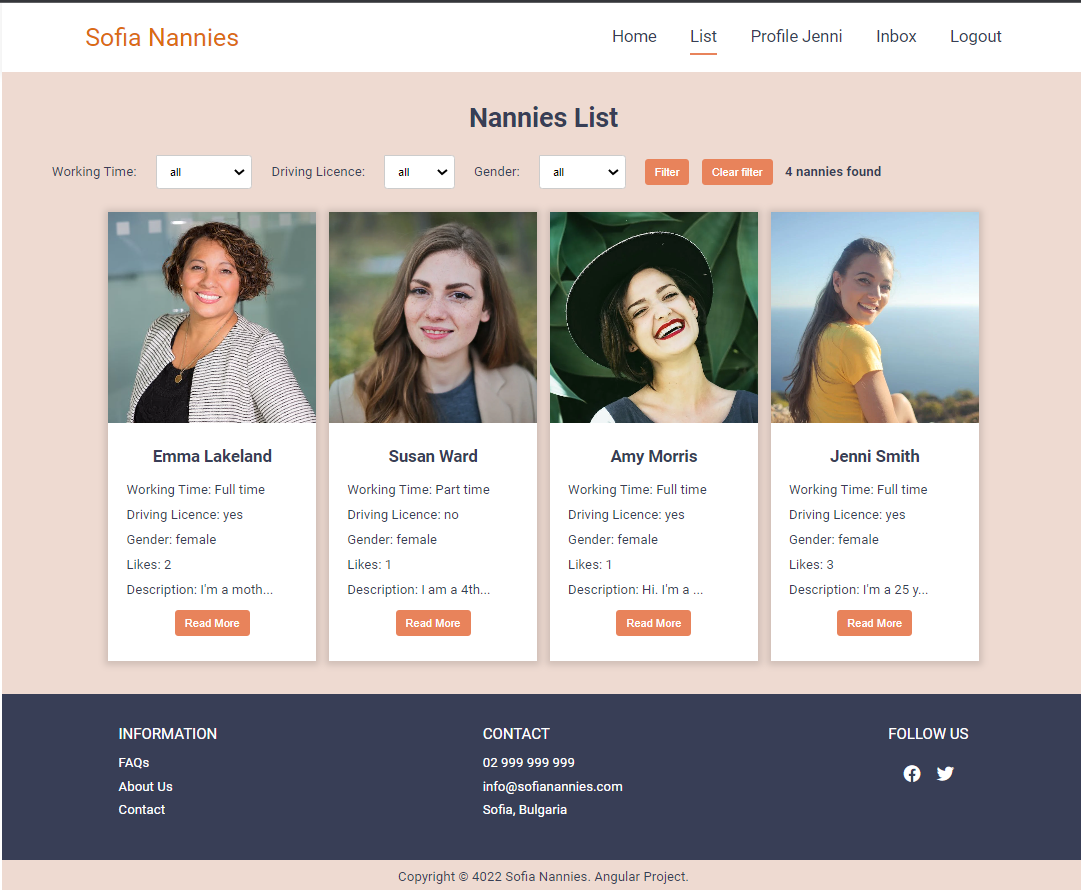 Sofia Nannies
Home List Profile Jenni Inbox Logout
Nannies List
Working Time: all Driving Licence: all Gender: all Filter Clear filter 4 nannies found
Emma Lakeland
Working Time: Full time
Driving Licence: yes
Gender: female
Likes: 2
Description: I'm a moth...
Read More
Susan Ward
Working Time: Part time
Driving Licence: no
Gender: female
Likes: 1
Description: I am a 4th...
Read More
Amy Morris
Working Time: Full time
Driving Licence: yes
Gender: female
Likes: 1
Description: Hi. I'm a ...
Read More
Jenni Smith
Working Time: Full time
Driving Licence: yes
Gender: female
Likes: 3
Description: I'm a 25 y...
Read More
INFORMATION
FAQs
About Us
Contact
CONTACT
02 999 999 999
info@sofianannies.com
Sofia, Bulgaria
FOLLOW US
Copyright © 4022 Sofia Nannies. Angular Project.